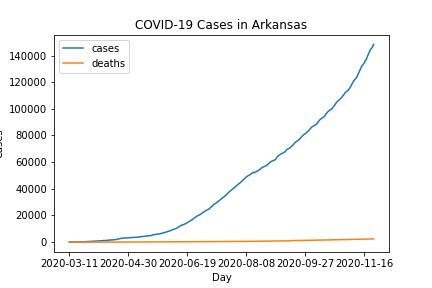 COVID-19 Cases in Arkansas
cases
deaths
140000
120000
100000
80000
60000
40000
20000
0
cases
2020-03-11 2020-04-30 2020-06-19 2020-08-08 2020-09-27 2020-11-16
Day